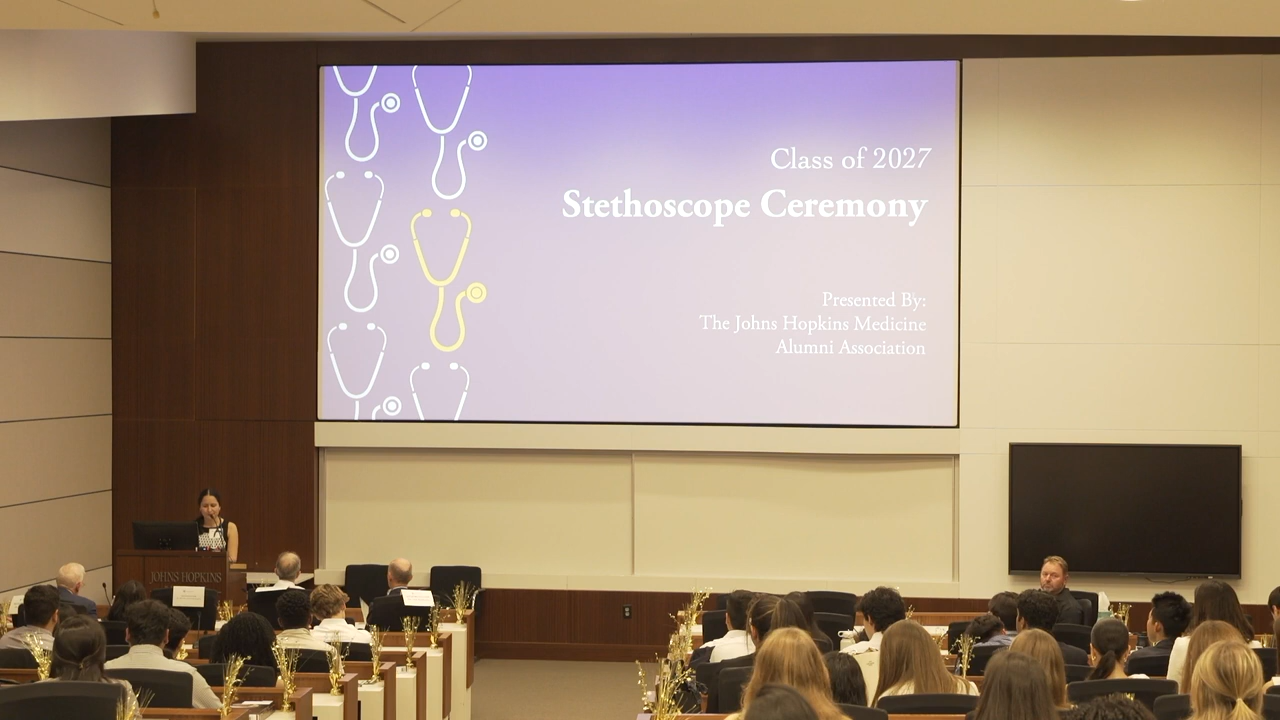 Class of 2027
Stethoscope Ceremony
Presented By:
The Johns Hopkins Medicine
Alumni Association
JOHNS HOPKINS